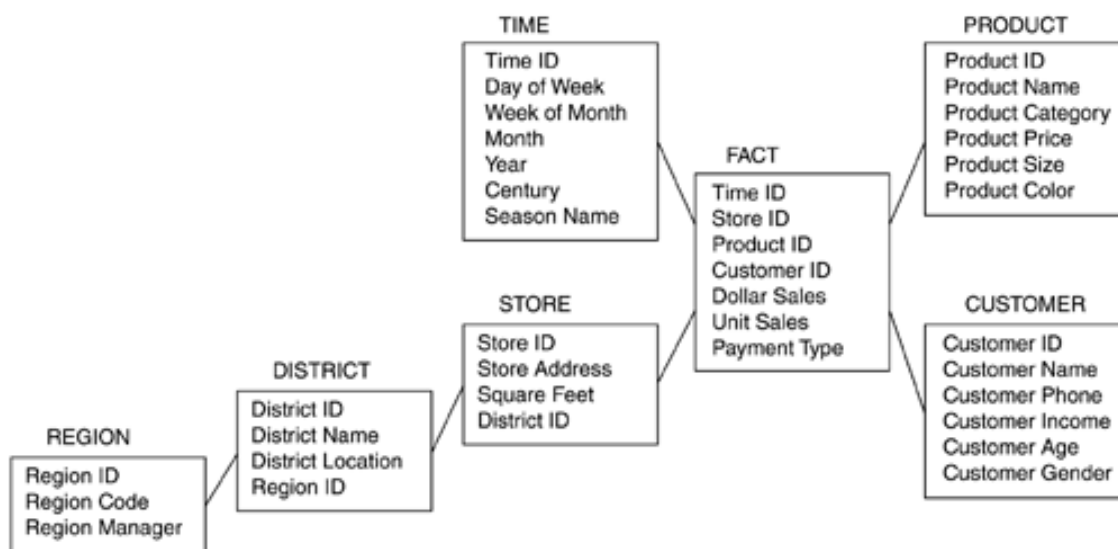 TIME
Time ID
Day of Week
Week of Month
Month
Year
Century
Season Name
PRODUCT
Product ID
Product Name
Product Category
Product Price
Product Size
Product Color
FACT
Time ID
Store ID
Product ID
Customer ID
Dollar Sales
Unit Sales
Payment Type
STORE
Store ID
Store Address
Square Feet
District ID
CUSTOMER
Customer ID
Customer Name
Customer Phone
Customer Income
Customer Age
Customer Gender
DISTRICT
District ID
District Name
District Location
Region ID
REGION
Region ID
Region Code
Region Manager